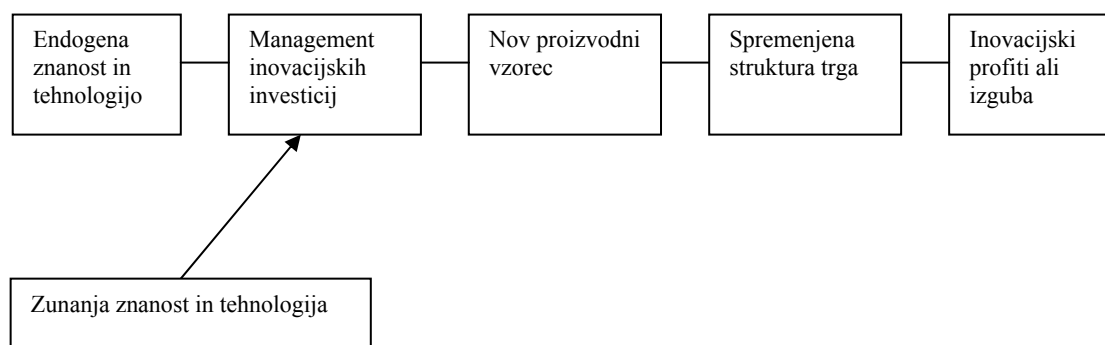 Endogena
znanost in
tehnologijo
Management
inovacijskih
investicij
Nov proizvodni
vzorec
Spremenjena
struktura trga
Inovacijski
profiti ali
izguba
Zunanja znanost in tehnologija